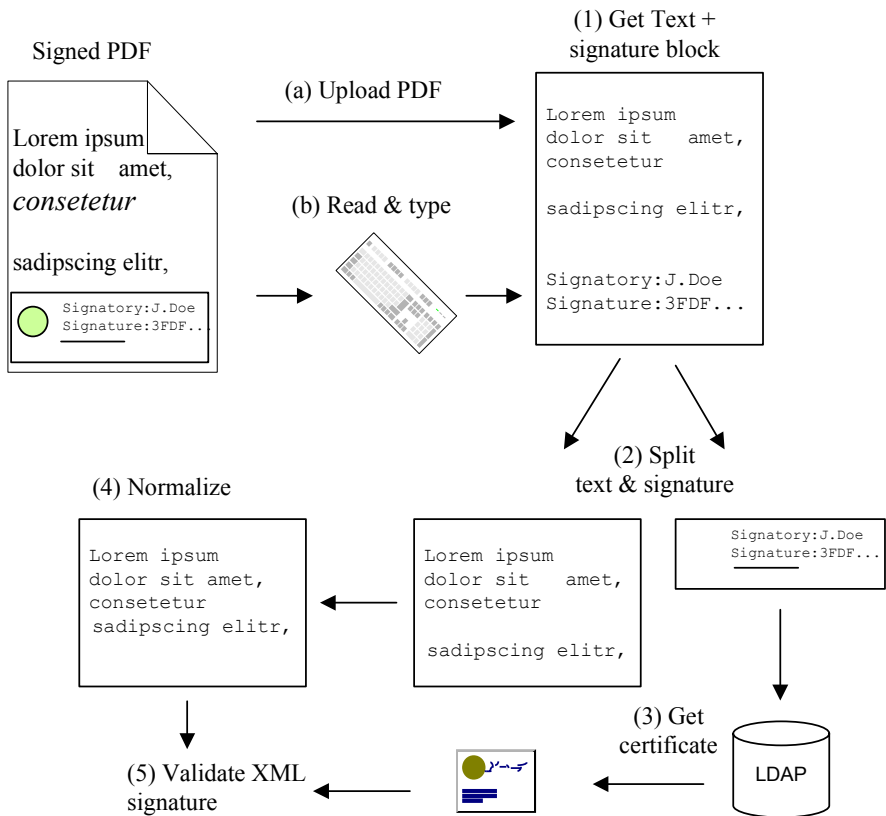 Signed PDF
Lorem ipsum
dolor sit amet,
consetetur
sadipscing elitr,
Signatory:J.Doe
Signature:3FDF...
(a) Upload PDF
(b) Read & type
(1) Get Text +
signature block
Lorem ipsum
dolor sit amet,
consetetur
sadipscing elitr,
Signatory:J.Doe
Signature:3FDF...
(2) Split
text & signature
Signatory:J.Doe
Signature:3FDF...
Lorem ipsum
dolor sit amet,
consetetur
sadipscing elitr,
(4) Normalize
Lorem ipsum
dolor sit amet,
consetetur
sadipscing elitr,
(3) Get
certificate
LDAP
(5) Validate XML
signature